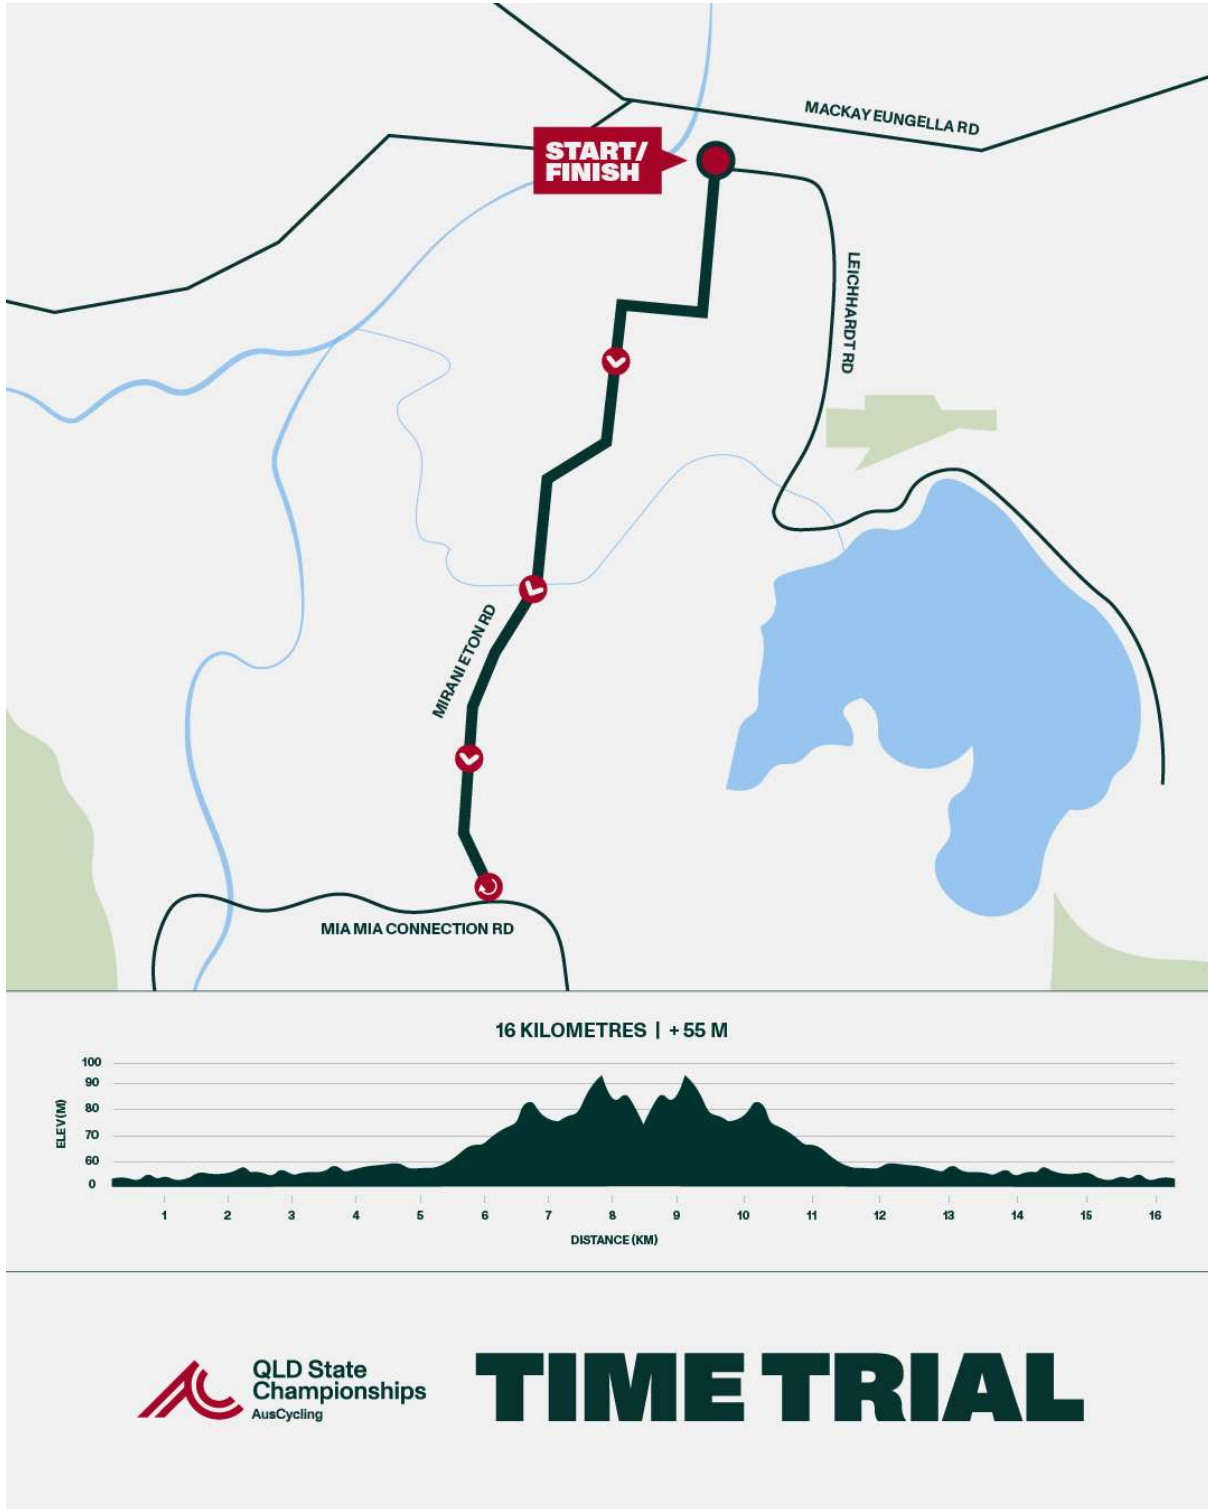 MACKAY EUNGELLA RD
START/
FINISH
LEICHHARDT RD
MIRANI ETON RD
MIA MIA CONNECTION RD
16 KILOMETRES | + 55 M
100
90
80
70
60
0
ELEV(M)
1 2 3 4 5 6 7 8 9 10 11 12 13 14 15 16
DISTANCE (KM)
QLD State
Championships
AusCycling
TIME TRIAL